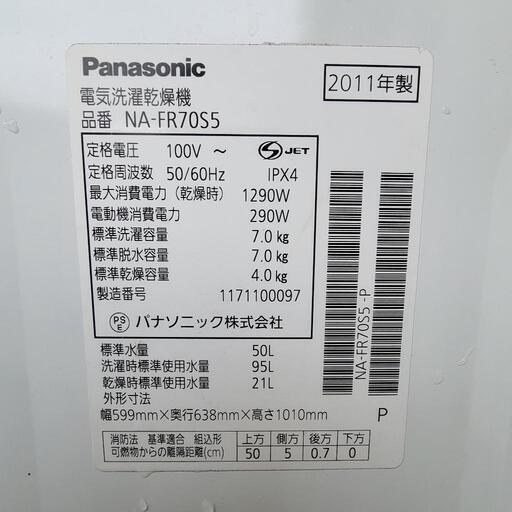 Panasonic
2011年製
電気洗濯乾燥機
品番 NA-FR70S5
定格電圧 100V ～ S JET
定格周波数 50/60Hz IPX4
最大消費電力（乾燥時） 1290W
電動機消費電力 290W
標準洗濯容量 7.0kg
標準脱水容量 7.0kg
標準乾燥容量 4.0kg
製造番号 1171100097
PSE パナソニック株式会社
NA-FR70S5-P
標準水量 50L
洗濯時標準使用水量 95L
乾燥時標準使用水量 21L
外形寸法
幅599mm×奥行638mm×高さ1010mm P
消防法 基準適合 組込形 上方 側方 後方 下方
可燃物からの離隔距離(cm) 50 5 0.7 0